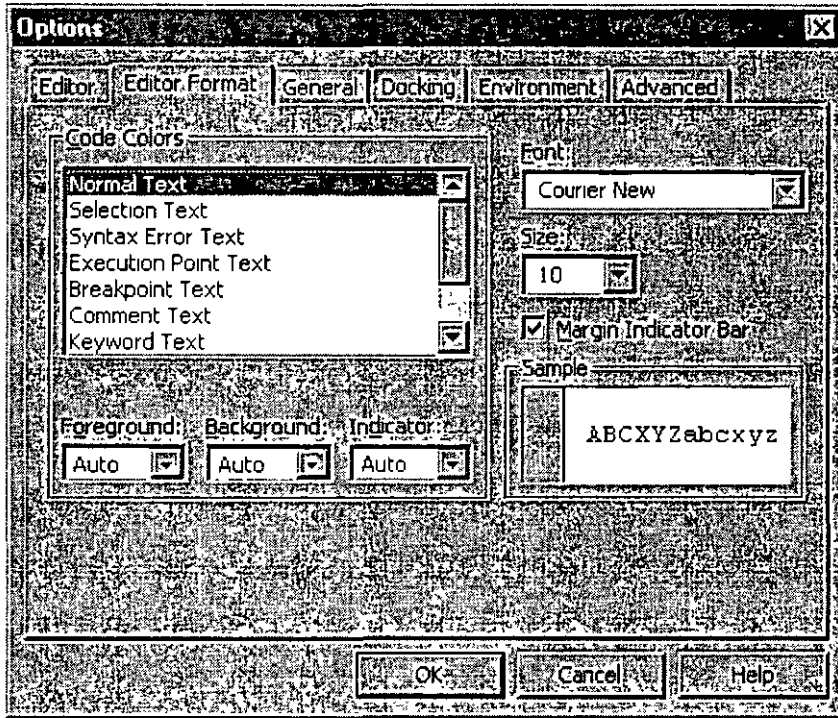 Options
Editor Editor Format General Docking Environment Advanced
Code Colors
Normal Text
Selection Text
Syntax Error Text
Execution Point Text
Breakpoint Text
Comment Text
Keyword Text
Foreground: Background: Indicator:
Auto Auto Auto
Font:
Courier New
Size:
10
Margin Indicator Bar
Sample
ABCXYZabcxyz
OK Cancel Help